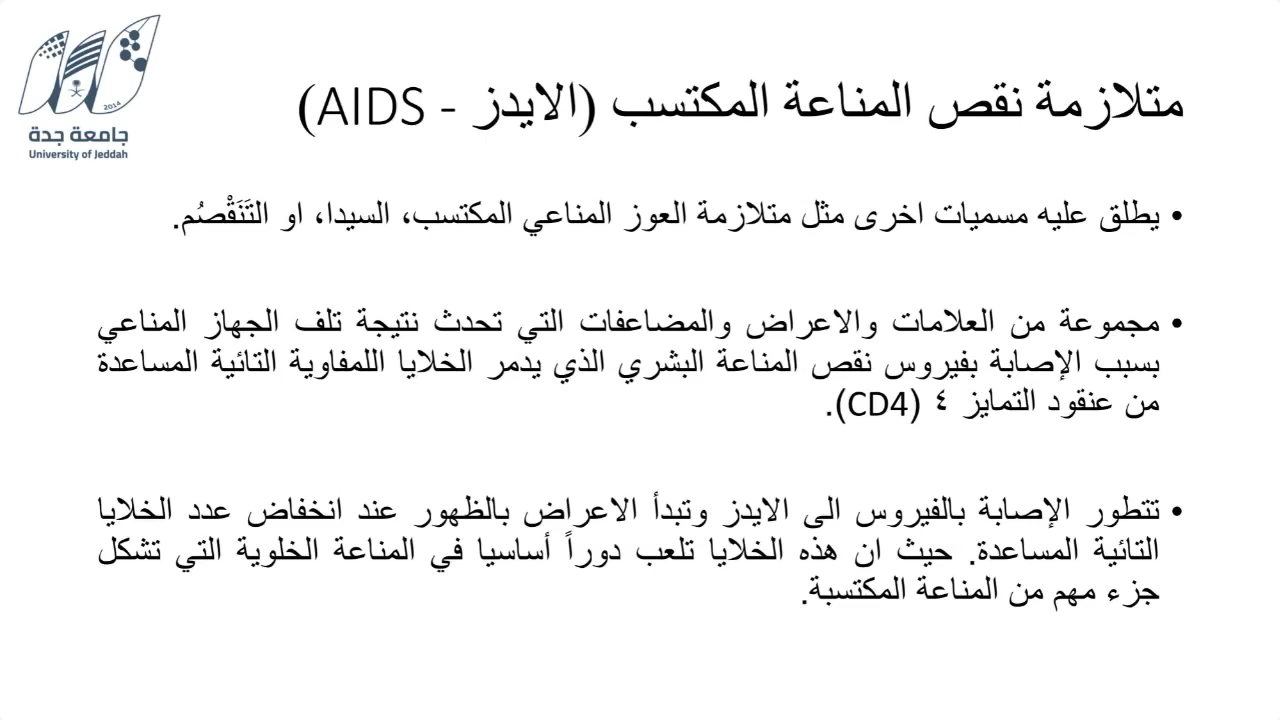 2014
جامعة جدة
University of Jeddah
متلازمة نقص المناعة المكتسب (الايدز - AIDS)
• يطلق عليه مسميات اخرى مثل متلازمة العوز المناعي المكتسب، السيدا، او التَنَقْصُم.
• مجموعة من العلامات والاعراض والمضاعفات التي تحدث نتيجة تلف الجهاز المناعي
بسبب الإصابة بفيروس نقص المناعة البشري الذي يدمر الخلايا اللمفاوية التائية المساعدة
من عنقود التمايز ٤ (CD4).
• تتطور الإصابة بالفيروس الى الايدز وتبدأ الاعراض بالظهور عند انخفاض عدد الخلايا
التائية المساعدة. حيث ان هذه الخلايا تلعب دوراً أساسيا في المناعة الخلوية التي تشكل
جزء مهم من المناعة المكتسبة.